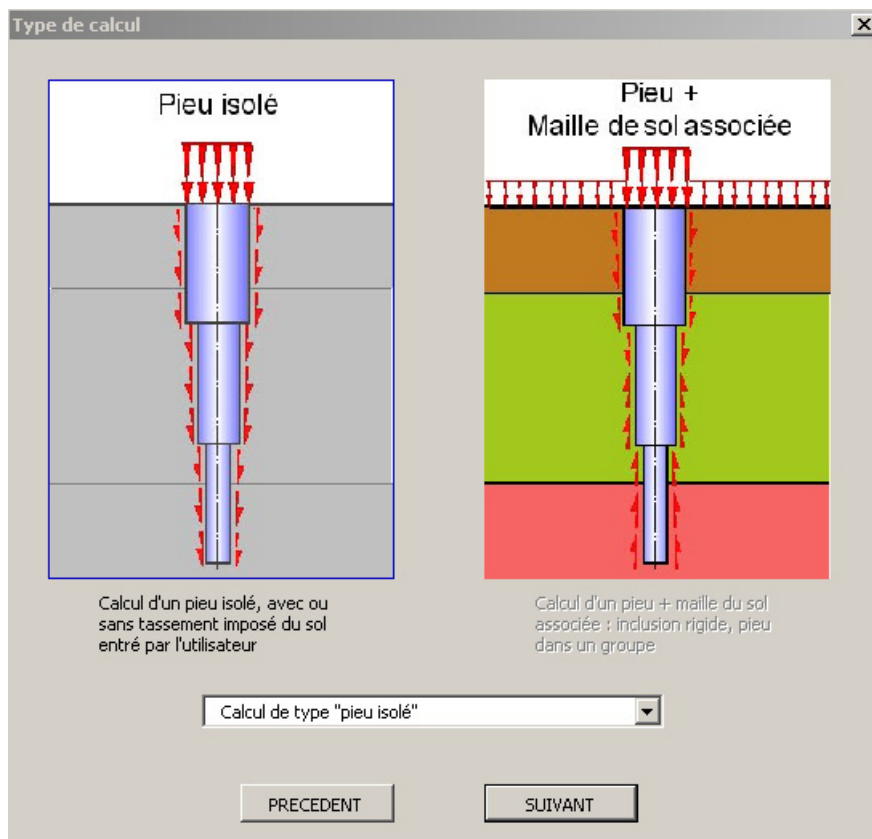 Type de calcul
Pieu isolé
Pieu +
Maille de sol associée
Calcul d'un pieu isolé, avec ou
sans tassement imposé du sol
entré par l'utilisateur
Calcul d'un pieu + maille du sol
associée : inclusion rigide, pieu
dans un groupe
Calcul de type "pieu isolé"
PRECEDENT
SUIVANT